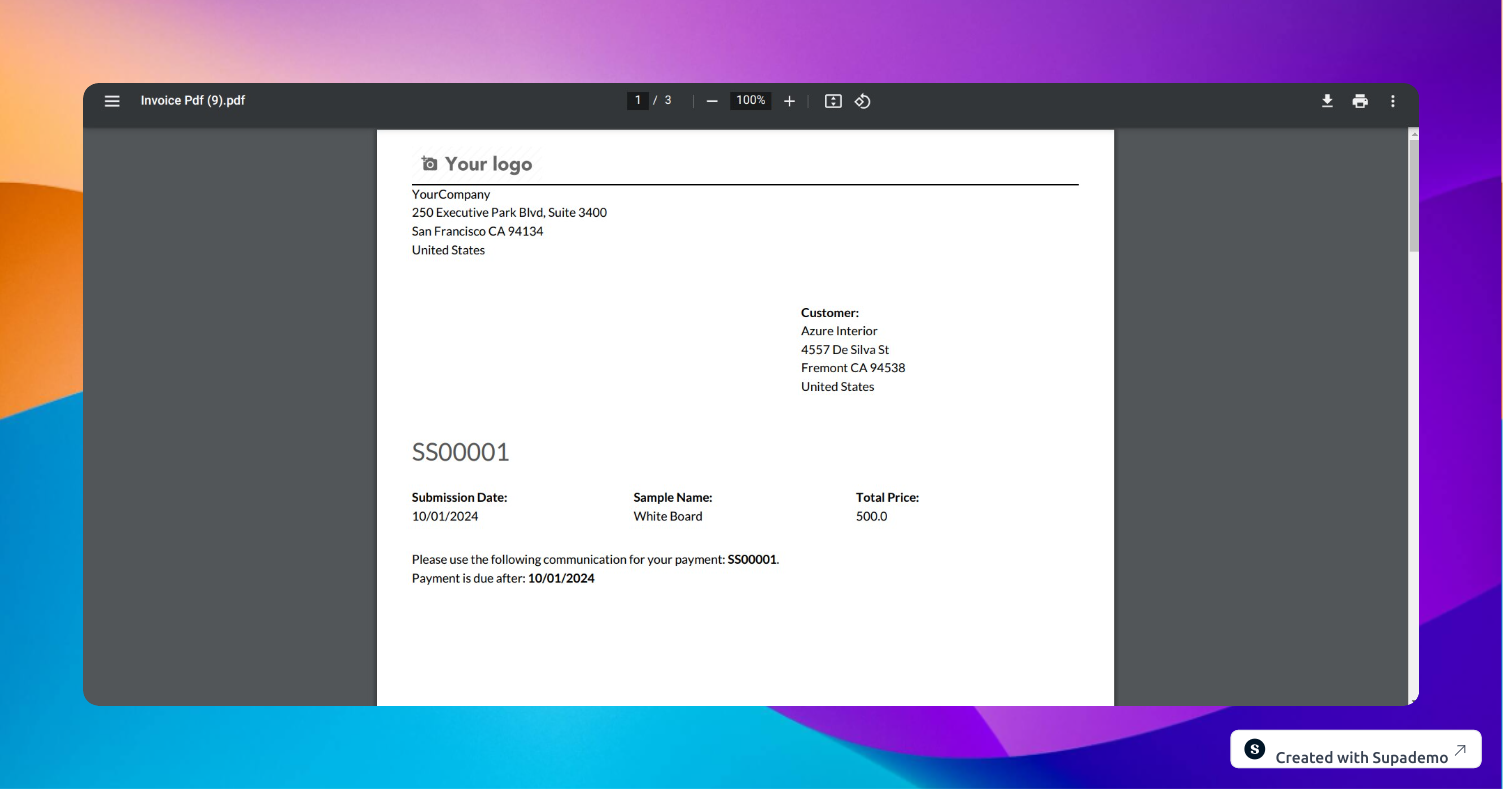 Invoice Pdf (9).pdf
1 / 3
100%
Your logo
YourCompany
250 Executive Park Blvd, Suite 3400
San Francisco CA 94134
United States
Customer:
Azure Interior
4557 De Silva St
Fremont CA 94538
United States
SS00001
Submission Date: Sample Name: Total Price:
10/01/2024 White Board 500.0
Please use the following communication for your payment: SS00001.
Payment is due after: 10/01/2024
S Created with Supademo